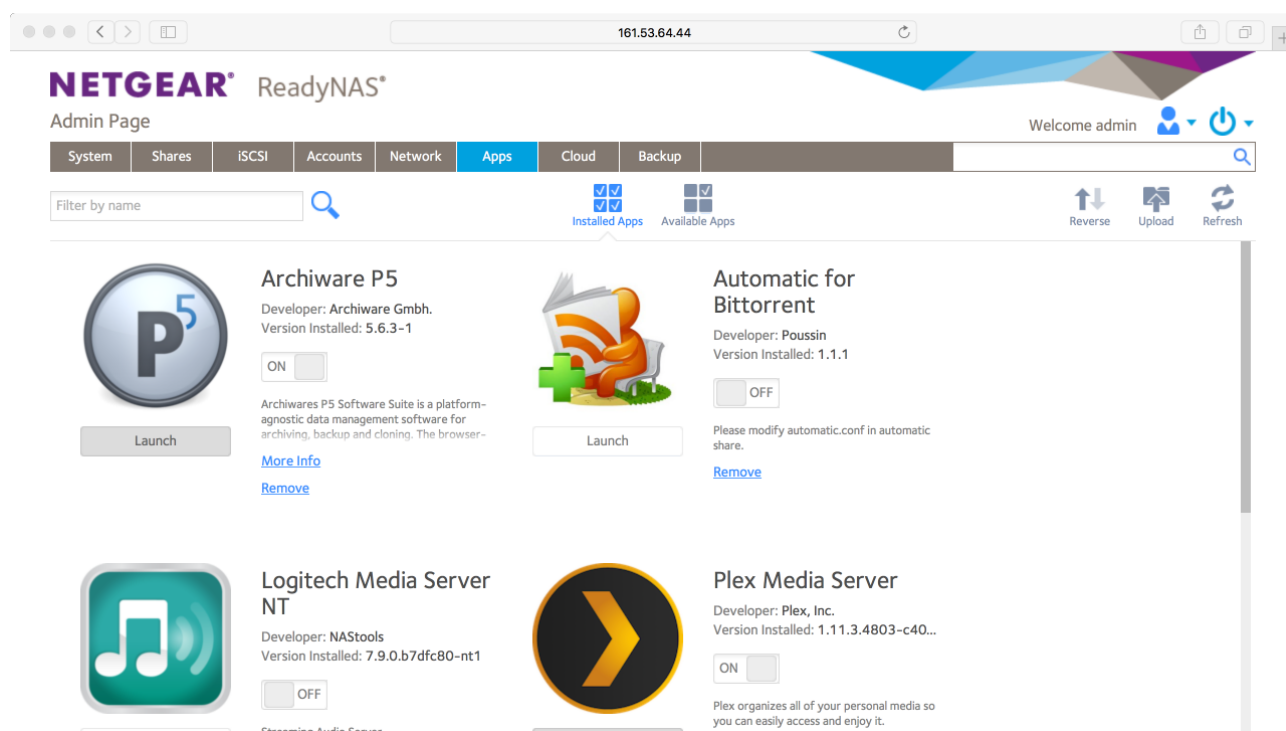 161.53.64.44
NETGEAR® ReadyNAS®
Admin Page
Welcome admin
System Shares iSCSI Accounts Network Apps Cloud Backup
Filter by name
Installed Apps Available Apps
Reverse Upload Refresh
P5
Archiware P5
Developer: Archiware Gmbh.
Version Installed: 5.6.3-1
ON
Archiwares P5 Software Suite is a platform-
agnostic data management software for
archiving, backup and cloning. The browser-
Launch
More Info
Remove
Automatic for
Bittorrent
Developer: Poussin
Version Installed: 1.1.1
OFF
Please modify automatic.conf in automatic
share.
Launch
Remove
Logitech Media Server
NT
Developer: NAStools
Version Installed: 7.9.0.b7dfc80-nt1
OFF
Streaming Audio Server
Plex Media Server
Developer: Plex, Inc.
Version Installed: 1.11.3.4803-c40...
ON
Plex organizes all of your personal media so
you can easily access and enjoy it.